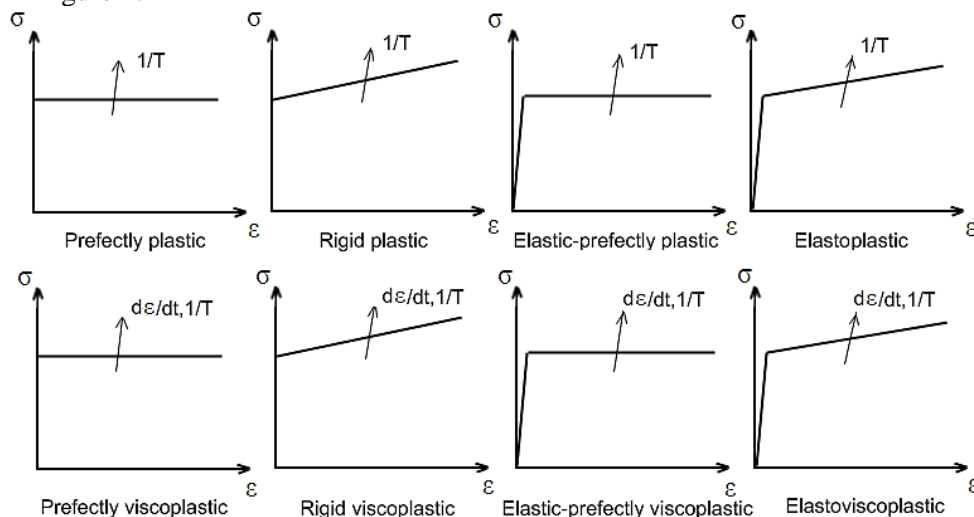 σ
1/T
ε
Prefectly plastic
σ
1/T
ε
Rigid plastic
σ
1/T
ε
Elastic-prefectly plastic
σ
1/T
ε
Elastoplastic
σ
dε/dt,1/T
ε
Prefectly viscoplastic
σ
dε/dt,1/T
ε
Rigid viscoplastic
σ
dε/dt,1/T
ε
Elastic-prefectly viscoplastic
σ
dε/dt,1/T
ε
Elastoviscoplastic